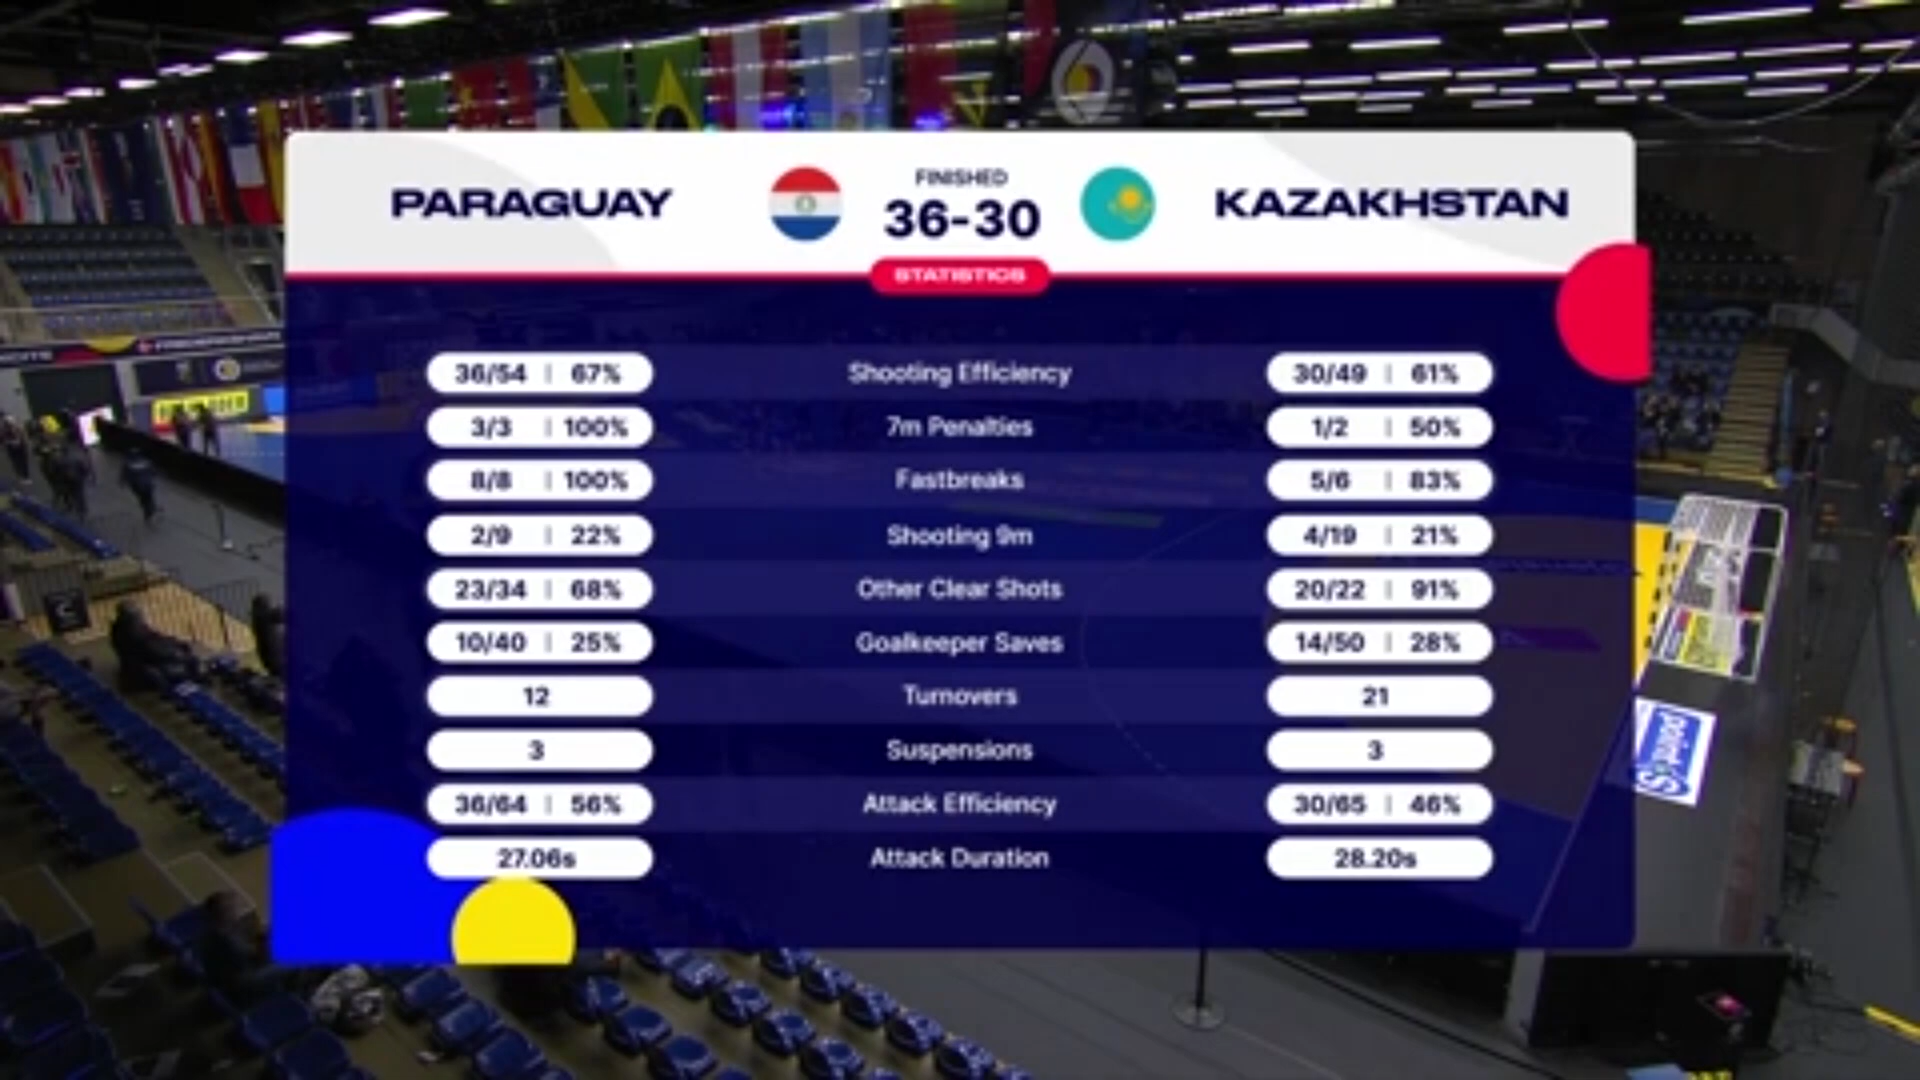 FINISHED
PARAGUAY 36-30 KAZAKHSTAN
STATISTICS
36/54 | 67% Shooting Efficiency 30/49 | 61%
3/3 | 100% 7m Penalties 1/2 | 50%
8/8 | 100% Fastbreaks 5/6 | 83%
2/9 | 22% Shooting 9m 4/19 | 21%
23/34 | 68% Other Clear Shots 20/22 | 91%
10/40 | 25% Goalkeeper Saves 14/50 | 28%
12 Turnovers 21
3 Suspensions 3
36/64 | 56% Attack Efficiency 30/65 | 46%
27.06s Attack Duration 28.20s